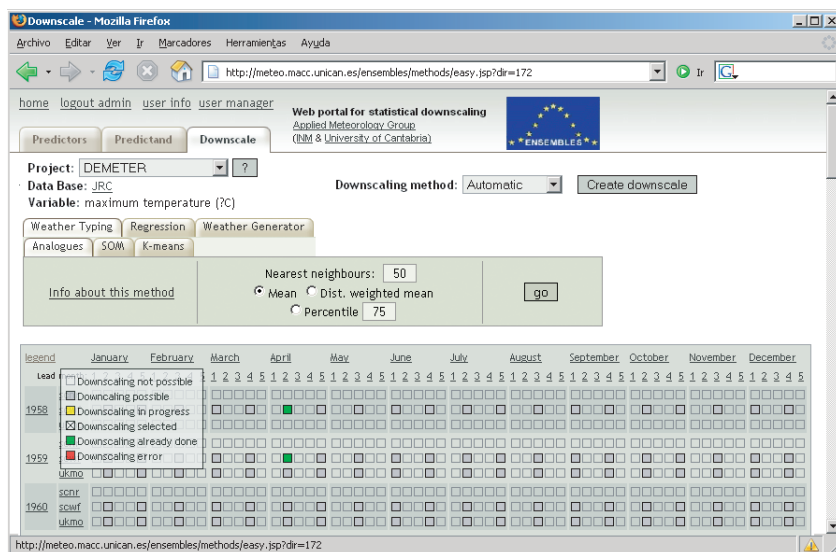 Downscale - Mozilla Firefox
Archivo Editar Ver Ir Marcadores Herramientas Ayuda
http://meteo.macc.unican.es/ensembles/methods/easy.jsp?dir=172 Ir G
home logout admin user info user manager
Web portal for statistical downscaling
Applied Meteorology Group
(INM & University of Cantabria)
ENSEMBLES
Predictors Predictand Downscale
Project: DEMETER ?
Data Base: JRC
Downscaling method: Automatic Create downscale
Variable: maximum temperature (?C)
Weather Typing Regression Weather Generator
Analogues SOM K-means
Nearest neighbours: 50
Info about this method
Mean Dist. weighted mean
go
Percentile 75
legend January February March April May June July August September October November December
Lead 1 2 3 4 5 1 2 3 4 5 1 2 3 4 5 1 2 3 4 5 1 2 3 4 5 1 2 3 4 5 1 2 3 4 5 1 2 3 4 5 1 2 3 4 5 1 2 3 4 5
Downscaling not possible
Downscaling possible
1958 Downscaling in progress
Downscaling selected
Downscaling already done
1959 Downscaling error
ukmo
scnr
1960 scwf
ukmo
http://meteo.macc.unican.es/ensembles/methods/easy.jsp?dir=172